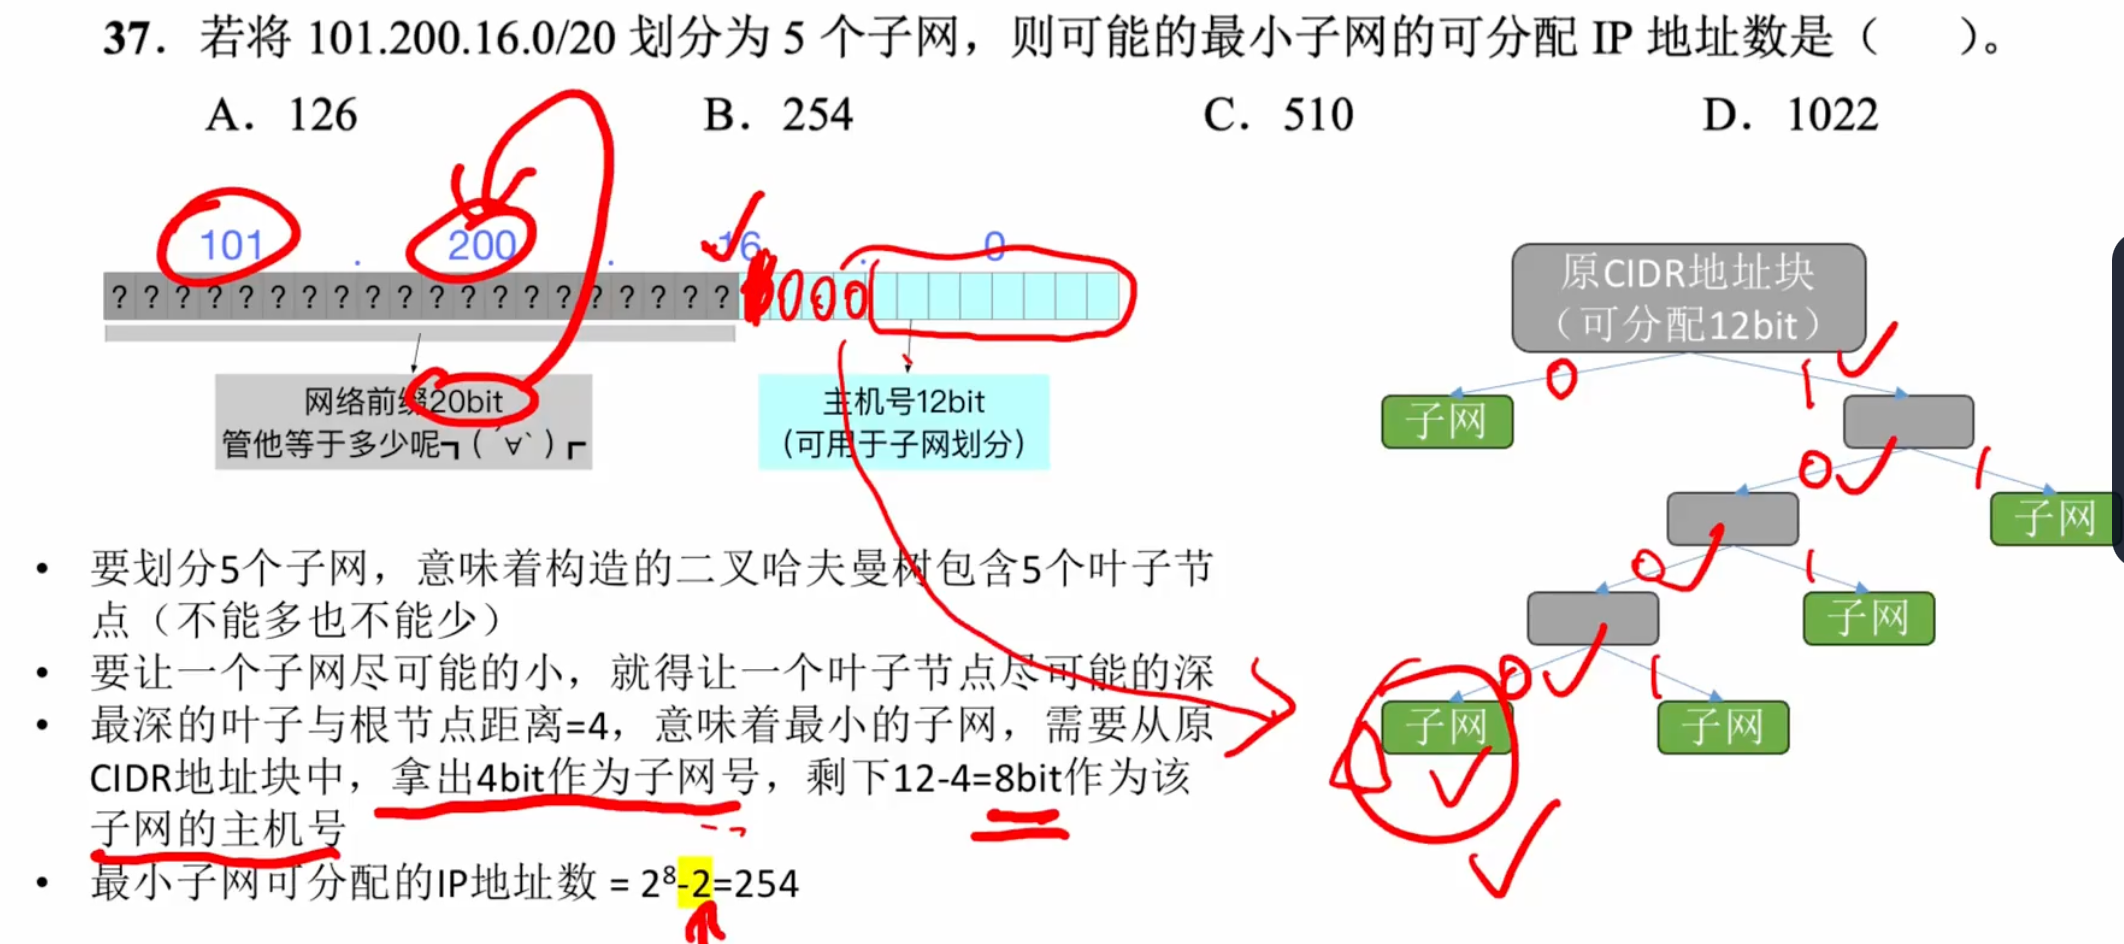 37. 若将 101.200.16.0/20 划分为 5 个子网，则可能的最小子网的可分配 IP 地址数是（ ）。
A. 126 B. 254 C. 510 D. 1022
101 . 200 . 16 . 0
? ? ? ? ? ? ? ? ? ? ? ? ? ? ? ? ? ? ? ? 0 0 0
网络前缀20bit
管他等于多少呢┓( ´∀` )┏
主机号12bit
(可用于子网划分)
• 要划分5个子网，意味着构造的二叉哈夫曼树包含5个叶子节
点（不能多也不能少）
• 要让一个子网尽可能的小，就得让一个叶子节点尽可能的深
• 最深的叶子与根节点距离=4，意味着最小的子网，需要从原
CIDR地址块中，拿出4bit作为子网号，剩下12-4=8bit作为该
子网的主机号
• 最小子网可分配的IP地址数 = 2⁸-2=254
原CIDR地址块
（可分配12bit）
0 1
子网
0 1
子网
0 1
子网
0 1
子网 子网